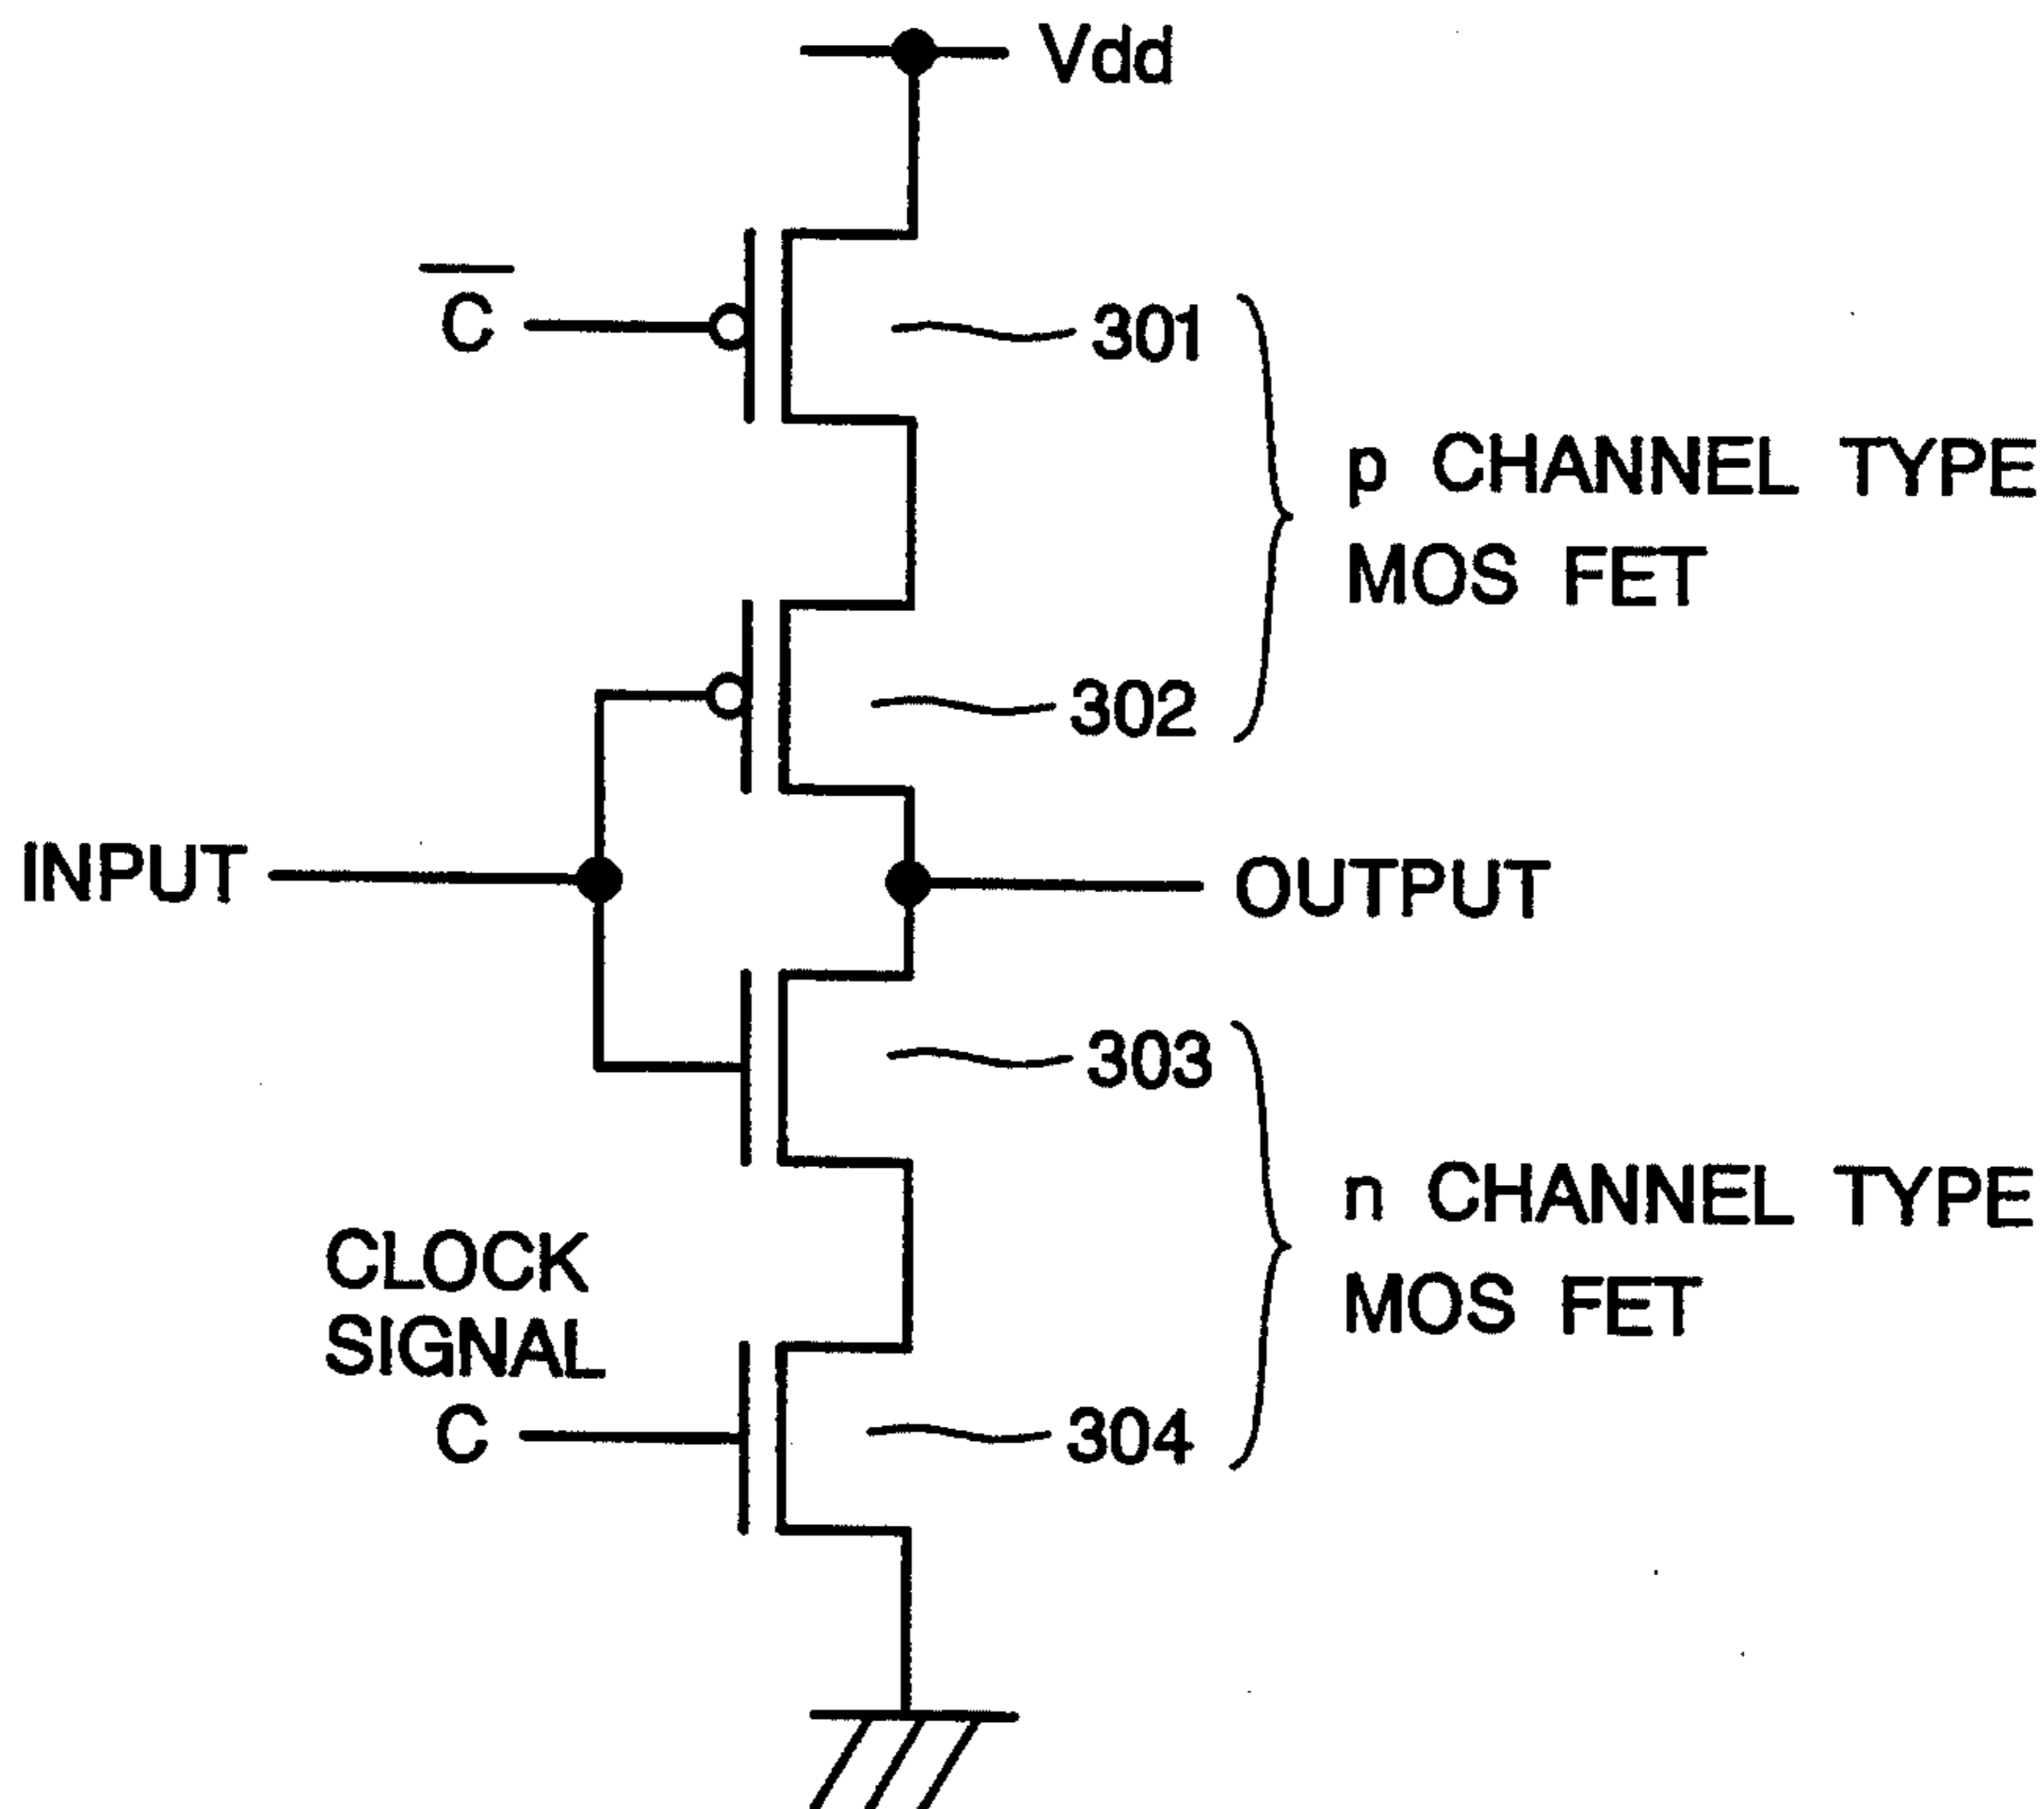 Vdd
C̅
301
p CHANNEL TYPE
MOS FET
302
INPUT
OUTPUT
303
n CHANNEL TYPE
MOS FET
CLOCK
SIGNAL
C
304